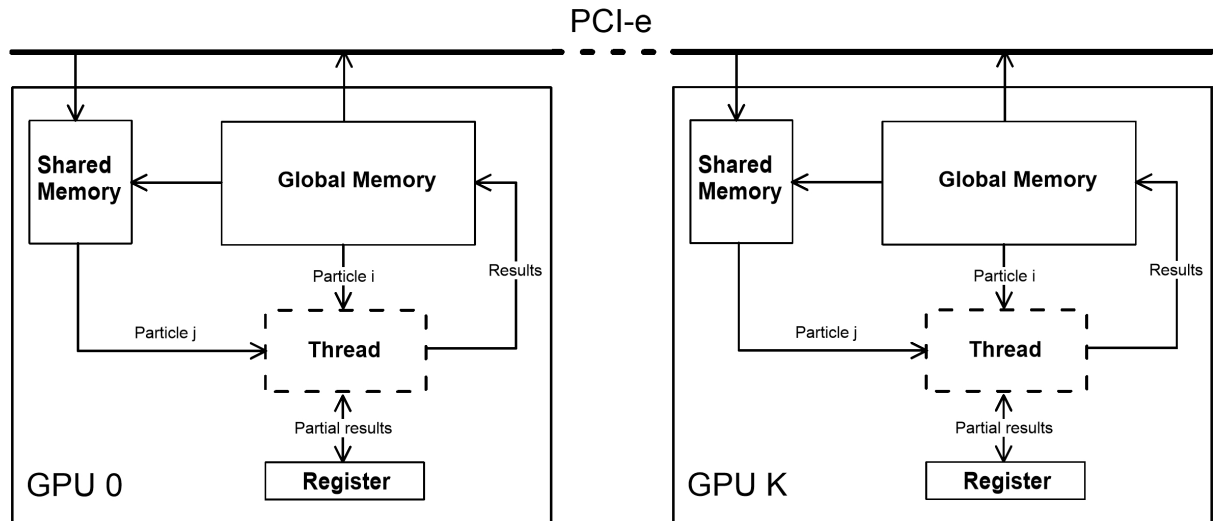 PCI-e
Shared
Memory
Global Memory
Particle i
Results
Particle j
Thread
Partial results
Register
GPU 0
Shared
Memory
Global Memory
Particle i
Results
Particle j
Thread
Partial results
Register
GPU K